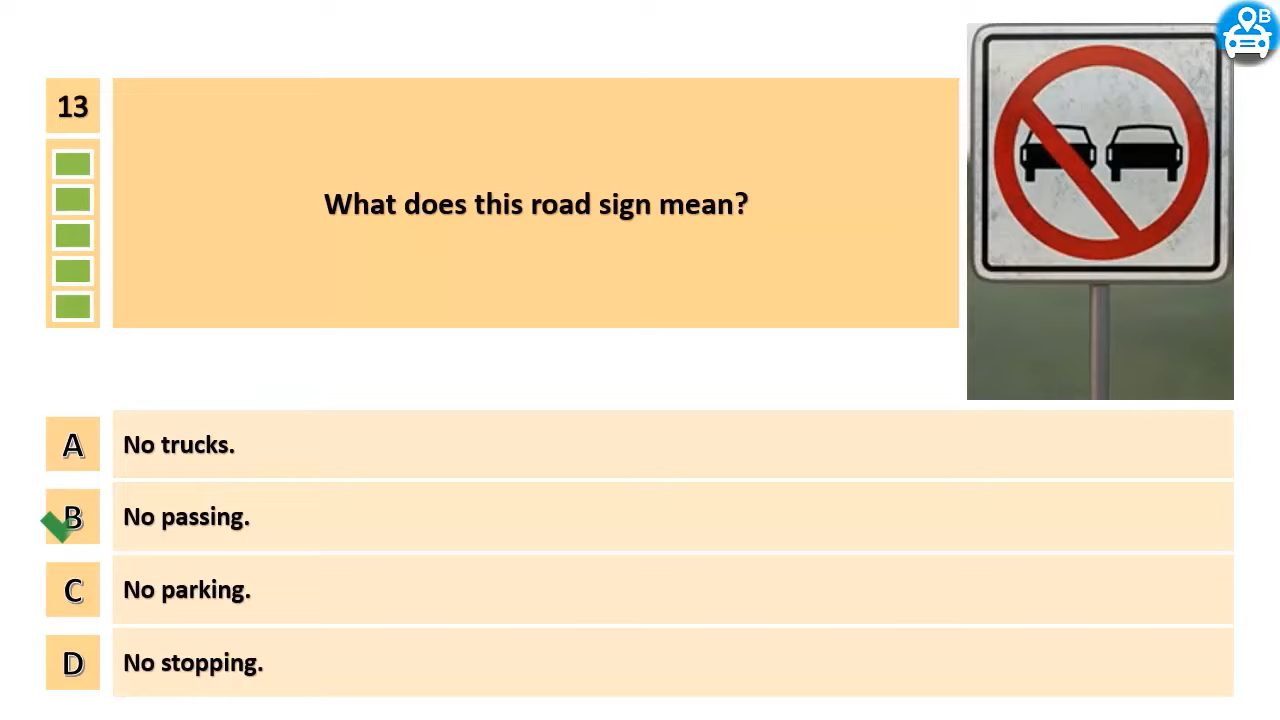 B
13
What does this road sign mean?
A
No trucks.
B
No passing.
C
No parking.
D
No stopping.